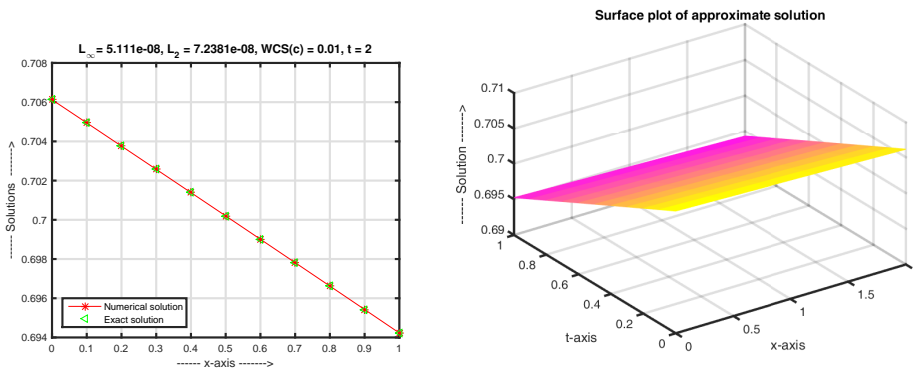 L∞ = 5.111e-08, L2 = 7.2381e-08, WCS(c) = 0.01, t = 2
0.708
0.706
0.704
0.702
0.7
0.698
0.696
0.694
------ Solutions ------->
Numerical solution
Exact solution
0 0.1 0.2 0.3 0.4 0.5 0.6 0.7 0.8 0.9 1
------ x-axis ------->
Surface plot of approximate solution
0.71
0.705
0.7
0.695
0.69
------ Solution ------->
1
0.8
0.6
0.4
0.2
0
t-axis
0
0.5
1
1.5
x-axis